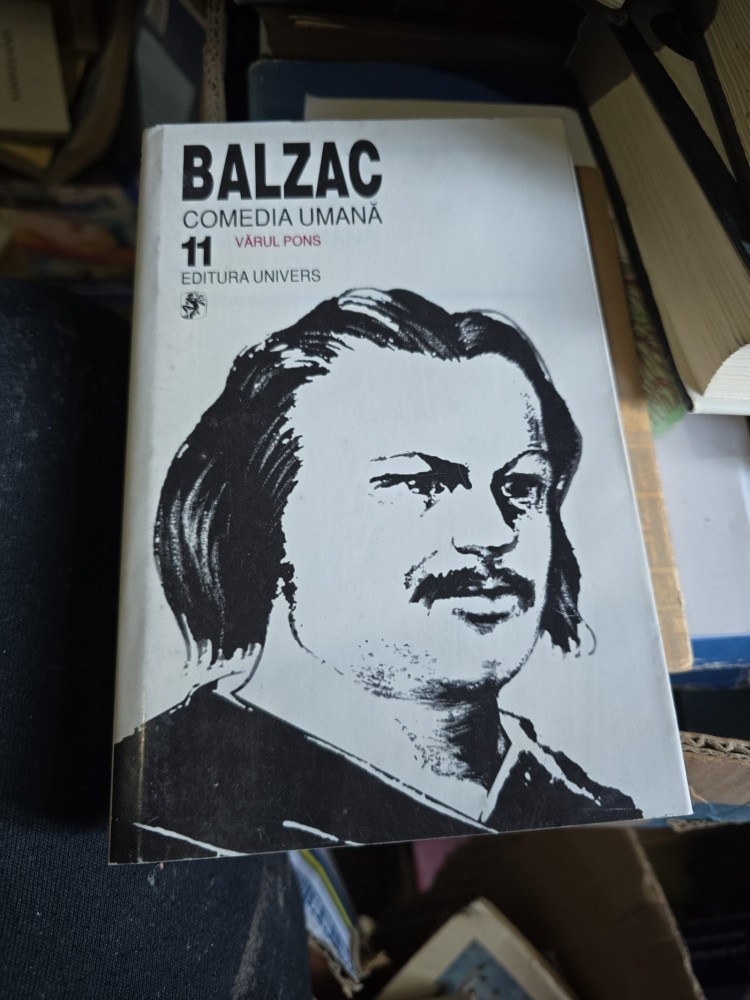 BALZAC
COMEDIA UMANĂ
11 VĂRUL PONS
EDITURA UNIVERS